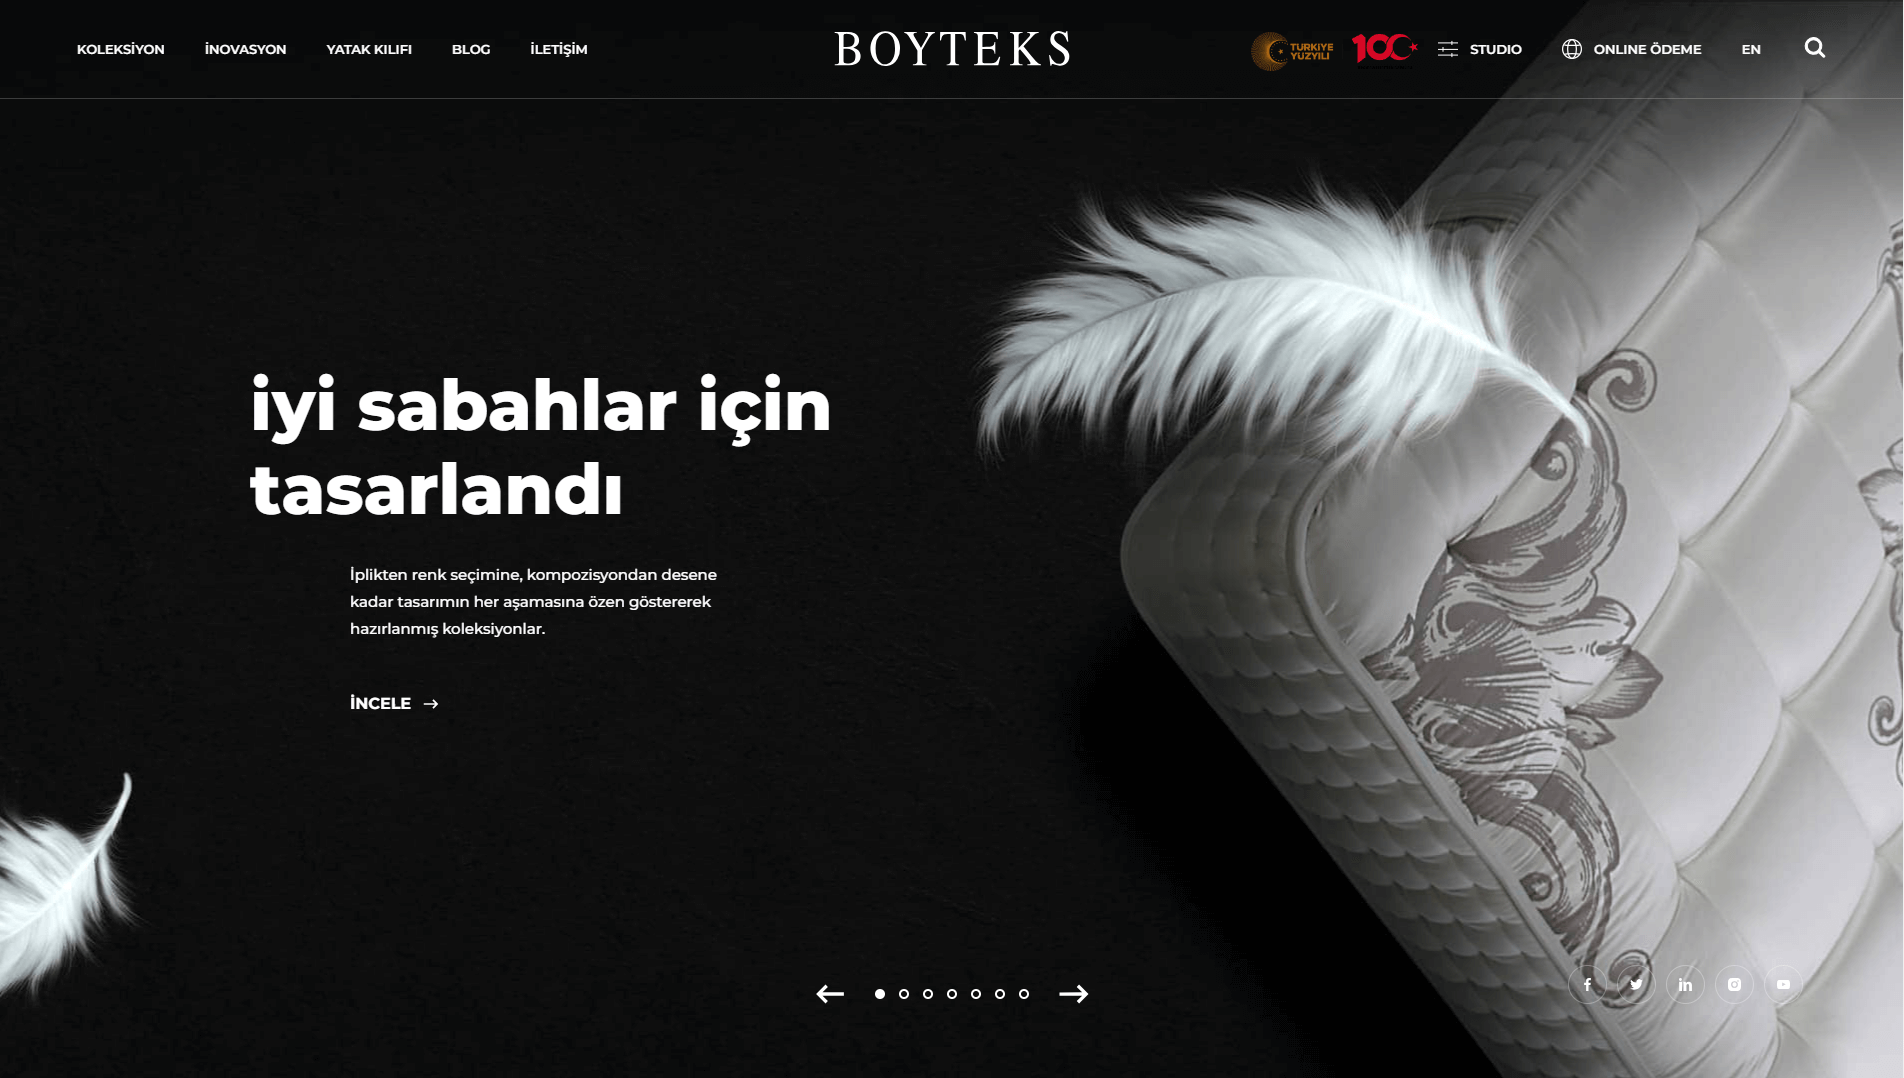 KOLEKSİYON
İNOVASYON
YATAK KILIFI
BLOG
İLETİŞİM
BOYTEKS
TÜRKİYE
YÜZYILI
100
STUDIO
ONLINE ÖDEME
EN
iyi sabahlar için
tasarlandı
İplikten renk seçimine, kompozisyondan desene
kadar tasarımın her aşamasına özen göstererek
hazırlanmış koleksiyonlar.
İNCELE